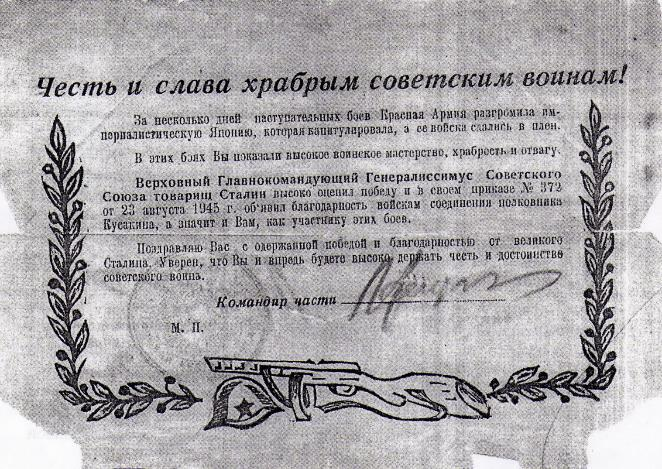 Честь и слава храбрым советским воинам!
За несколько дней наступательных боев Красная Армия разгромила им-
периалистическую Японию, которая капитулировала, а ее войска сдались в плен.
В этих боях Вы показали высокое воинское мастерство, храбрость и отвагу.
Верховный Главнокомандующий Генералиссимус Советского
Союза товарищ Сталин высоко оценил победу и в своем приказе № 372
от 23 августа 1945 г. об'явил благодарность войскам соединения полковника
Кусакина, а значит и Вам, как участнику этих боев.
Поздравляю Вас с одержанной победой и благодарностью от великого
Сталина. Уверен, что Вы и впредь будете высоко держать честь и достоинство
советского воина.
Командир части
М. П.